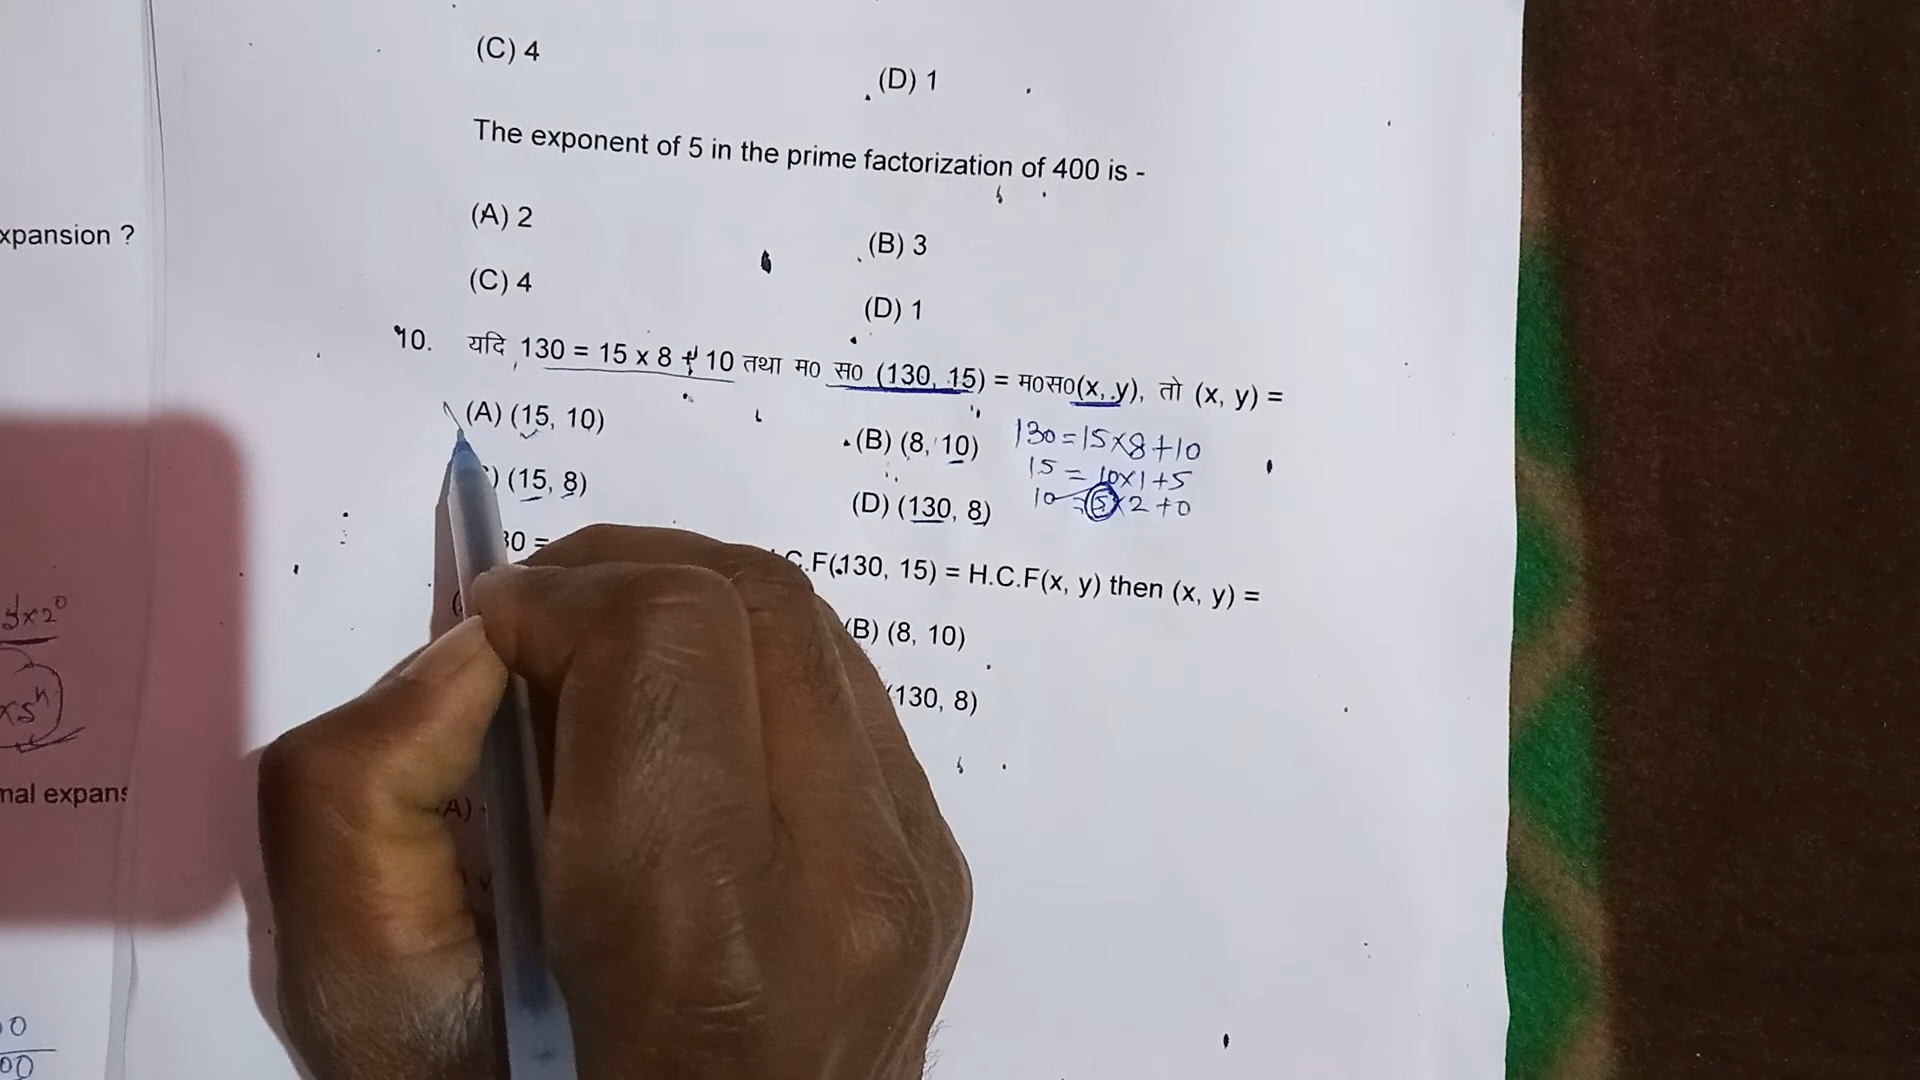 (C) 4
(D) 1
The exponent of 5 in the prime factorization of 400 is -
(A) 2
(B) 3
(C) 4
(D) 1
10. यदि 130 = 15 x 8 + 10 तथा म0 स0 (130, 15) = म0स0(x, y), तो (x, y) =
(A) (15, 10)
(B) (8, 10)
) (15, 8)
(D) (130, 8)
130=15×8+10
15=10×1+5
10=5×2+0
30 =
C.F(130, 15) = H.C.F(x, y) then (x, y) =
(B) (8, 10)
(130, 8)
(A)
xpansion ?
×2⁰
nal expans